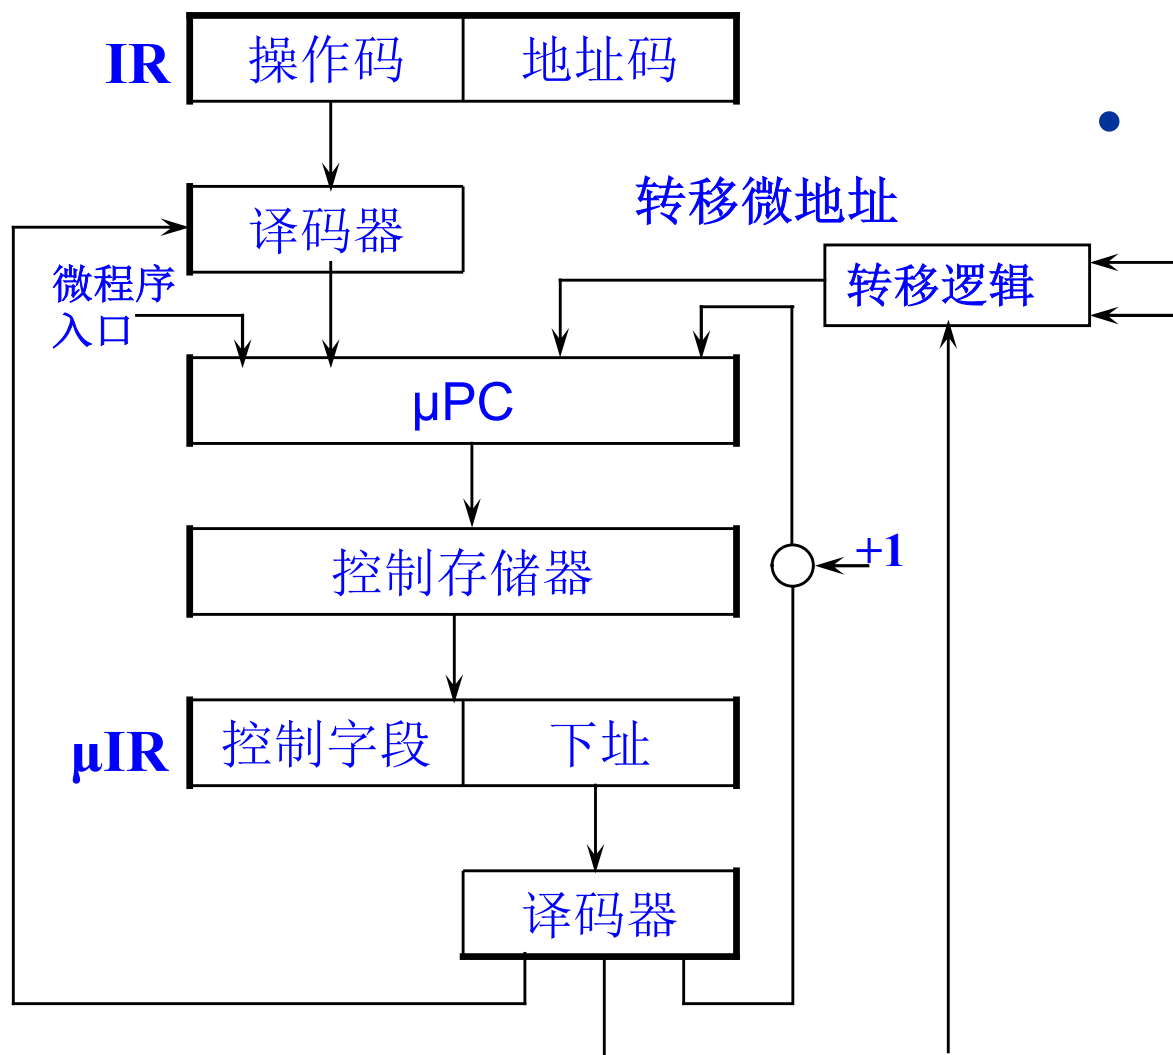 IR
操作码
地址码
转移微地址
译码器
转移逻辑
微程序
入口
μPC
控制存储器
+1
μIR
控制字段
下址
译码器